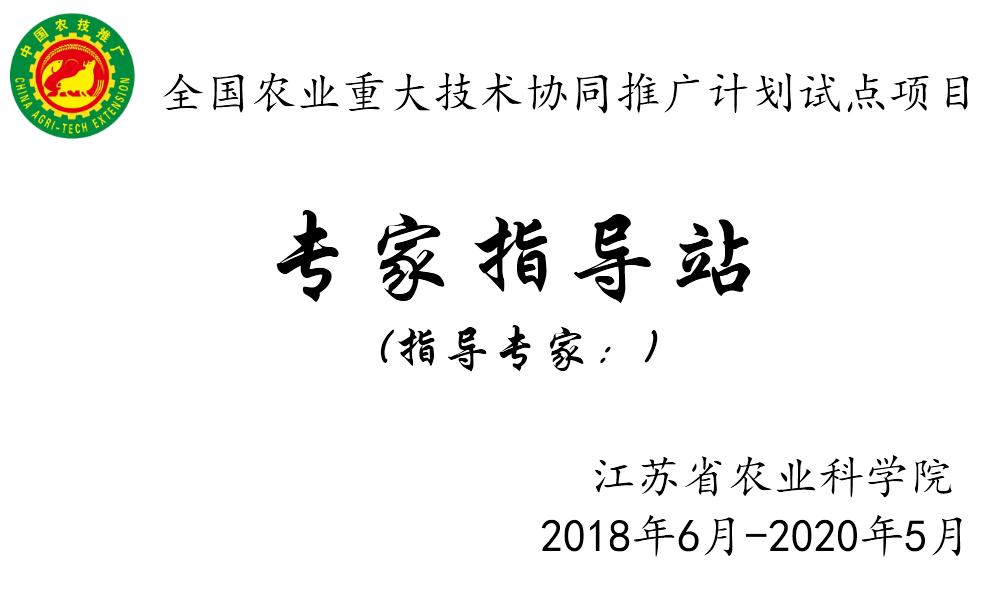 中国农技推广
CHINA AGRI-TECH EXTENSION
全国农业重大技术协同推广计划试点项目
专家指导站
(指导专家：)
江苏省农业科学院
2018年6月-2020年5月